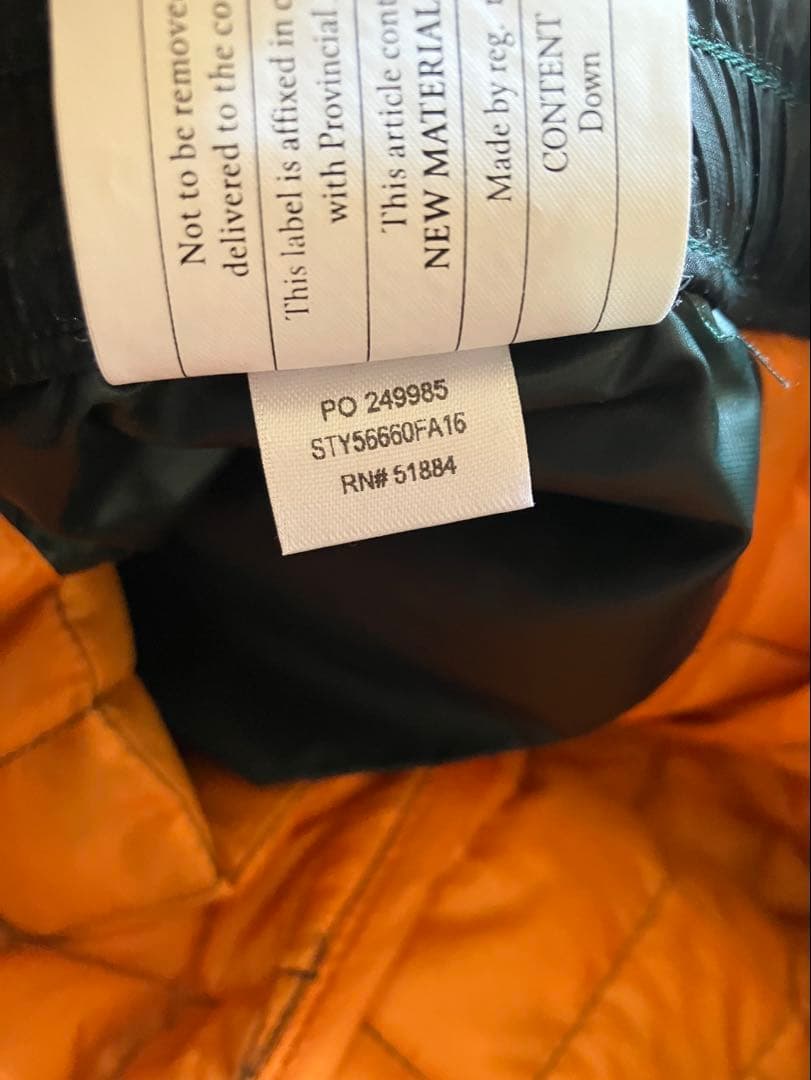 Not to be remove
delivered to the co
This label is affixed in c
with Provincial
This article cont
NEW MATERIAL
Made by reg.
CONTENT
Down
PO 249985
STY56660FA16
RN# 51884